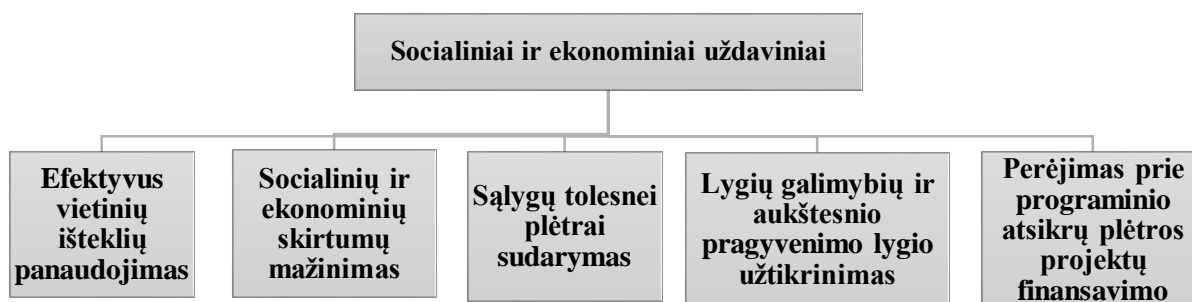 Socialiniai ir ekonominiai uždaviniai
Efektyvus
vietinių
išteklių
panaudojimas
Socialinių ir
ekonominių
skirtumų
mažinimas
Sąlygų tolesnei
plėtrai
sudarymas
Lygių galimybių ir
aukštesnio
pragyvenimo lygio
užtikrinimas
Perėjimas prie
programinio
atsikrų plėtros
projektų
finansavimo